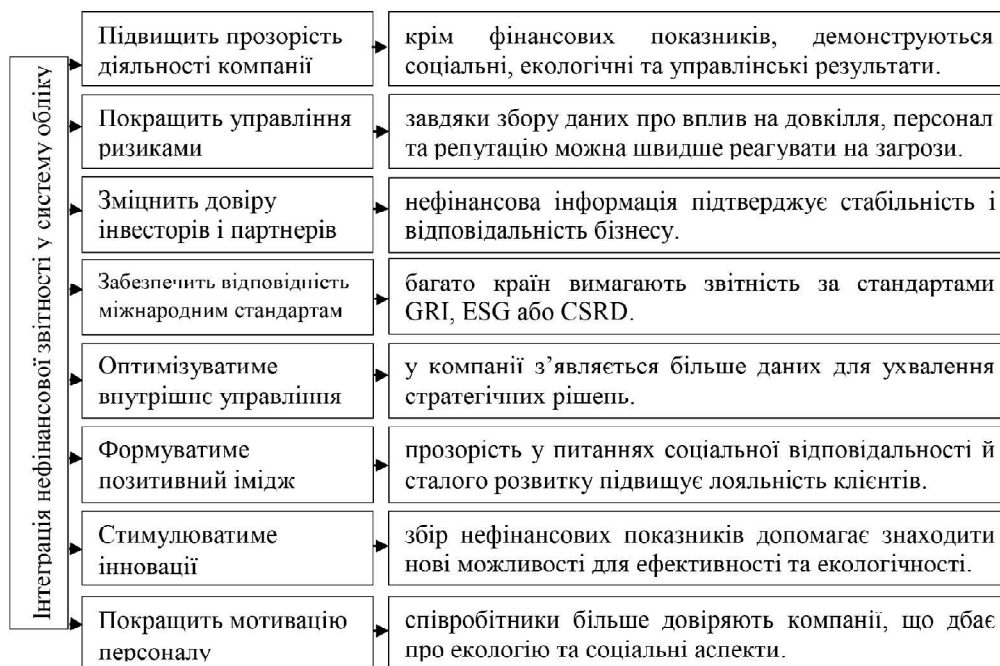 Інтеграція нефінансової звітності у систему обліку
Підвищить прозорість
діяльності компанії
крім фінансових показників, демонструються
соціальні, екологічні та управлінські результати.
Покращить управління
ризиками
завдяки збору даних про вплив на довкілля, персонал
та репутацію можна швидше реагувати на загрози.
Зміцнить довіру
інвесторів і партнерів
нефінансова інформація підтверджує стабільність і
відповідальність бізнесу.
Забезпечить відповідність
міжнародним стандартам
багато країн вимагають звітність за стандартами
GRI, ESG або CSRD.
Оптимізуватиме
внутрішнє управління
у компанії з’являється більше даних для ухвалення
стратегічних рішень.
Формуватиме
позитивний імідж
прозорість у питаннях соціальної відповідальності й
сталого розвитку підвищує лояльність клієнтів.
Стимулюватиме
інновації
збір нефінансових показників допомагає знаходити
нові можливості для ефективності та екологічності.
Покращить мотивацію
персоналу
співробітники більше довіряють компанії, що дбає
про екологію та соціальні аспекти.